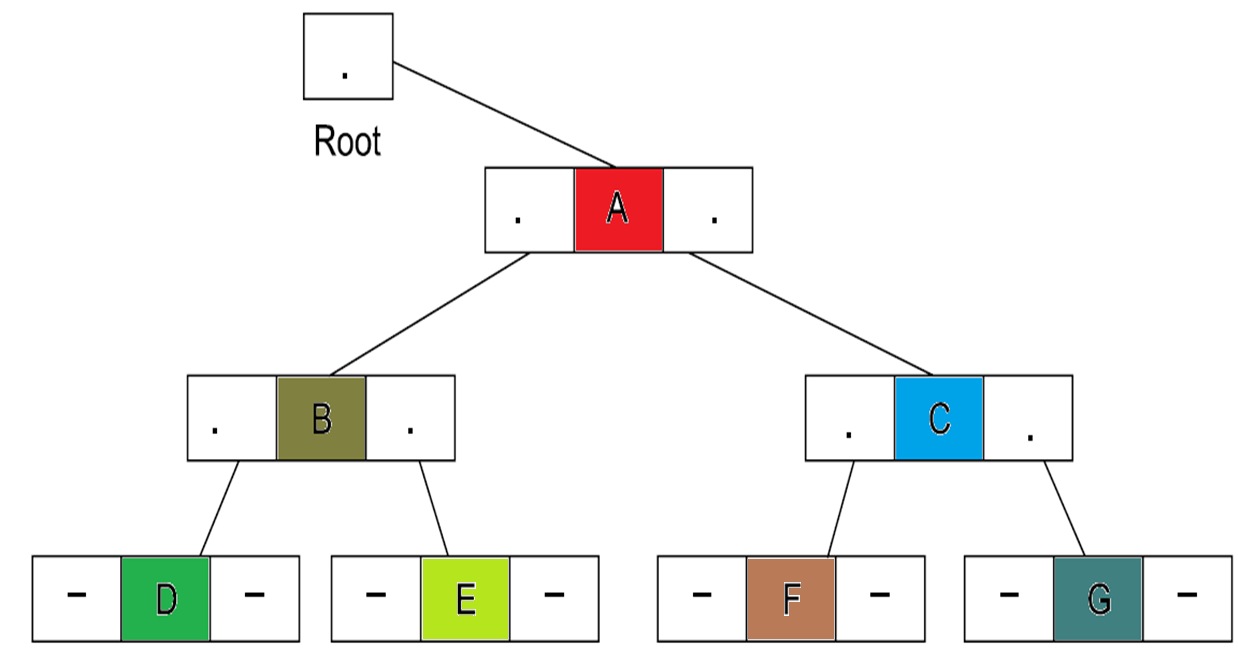 .
Root
. A .
. B .
. C .
– D –
– E –
– F –
– G –